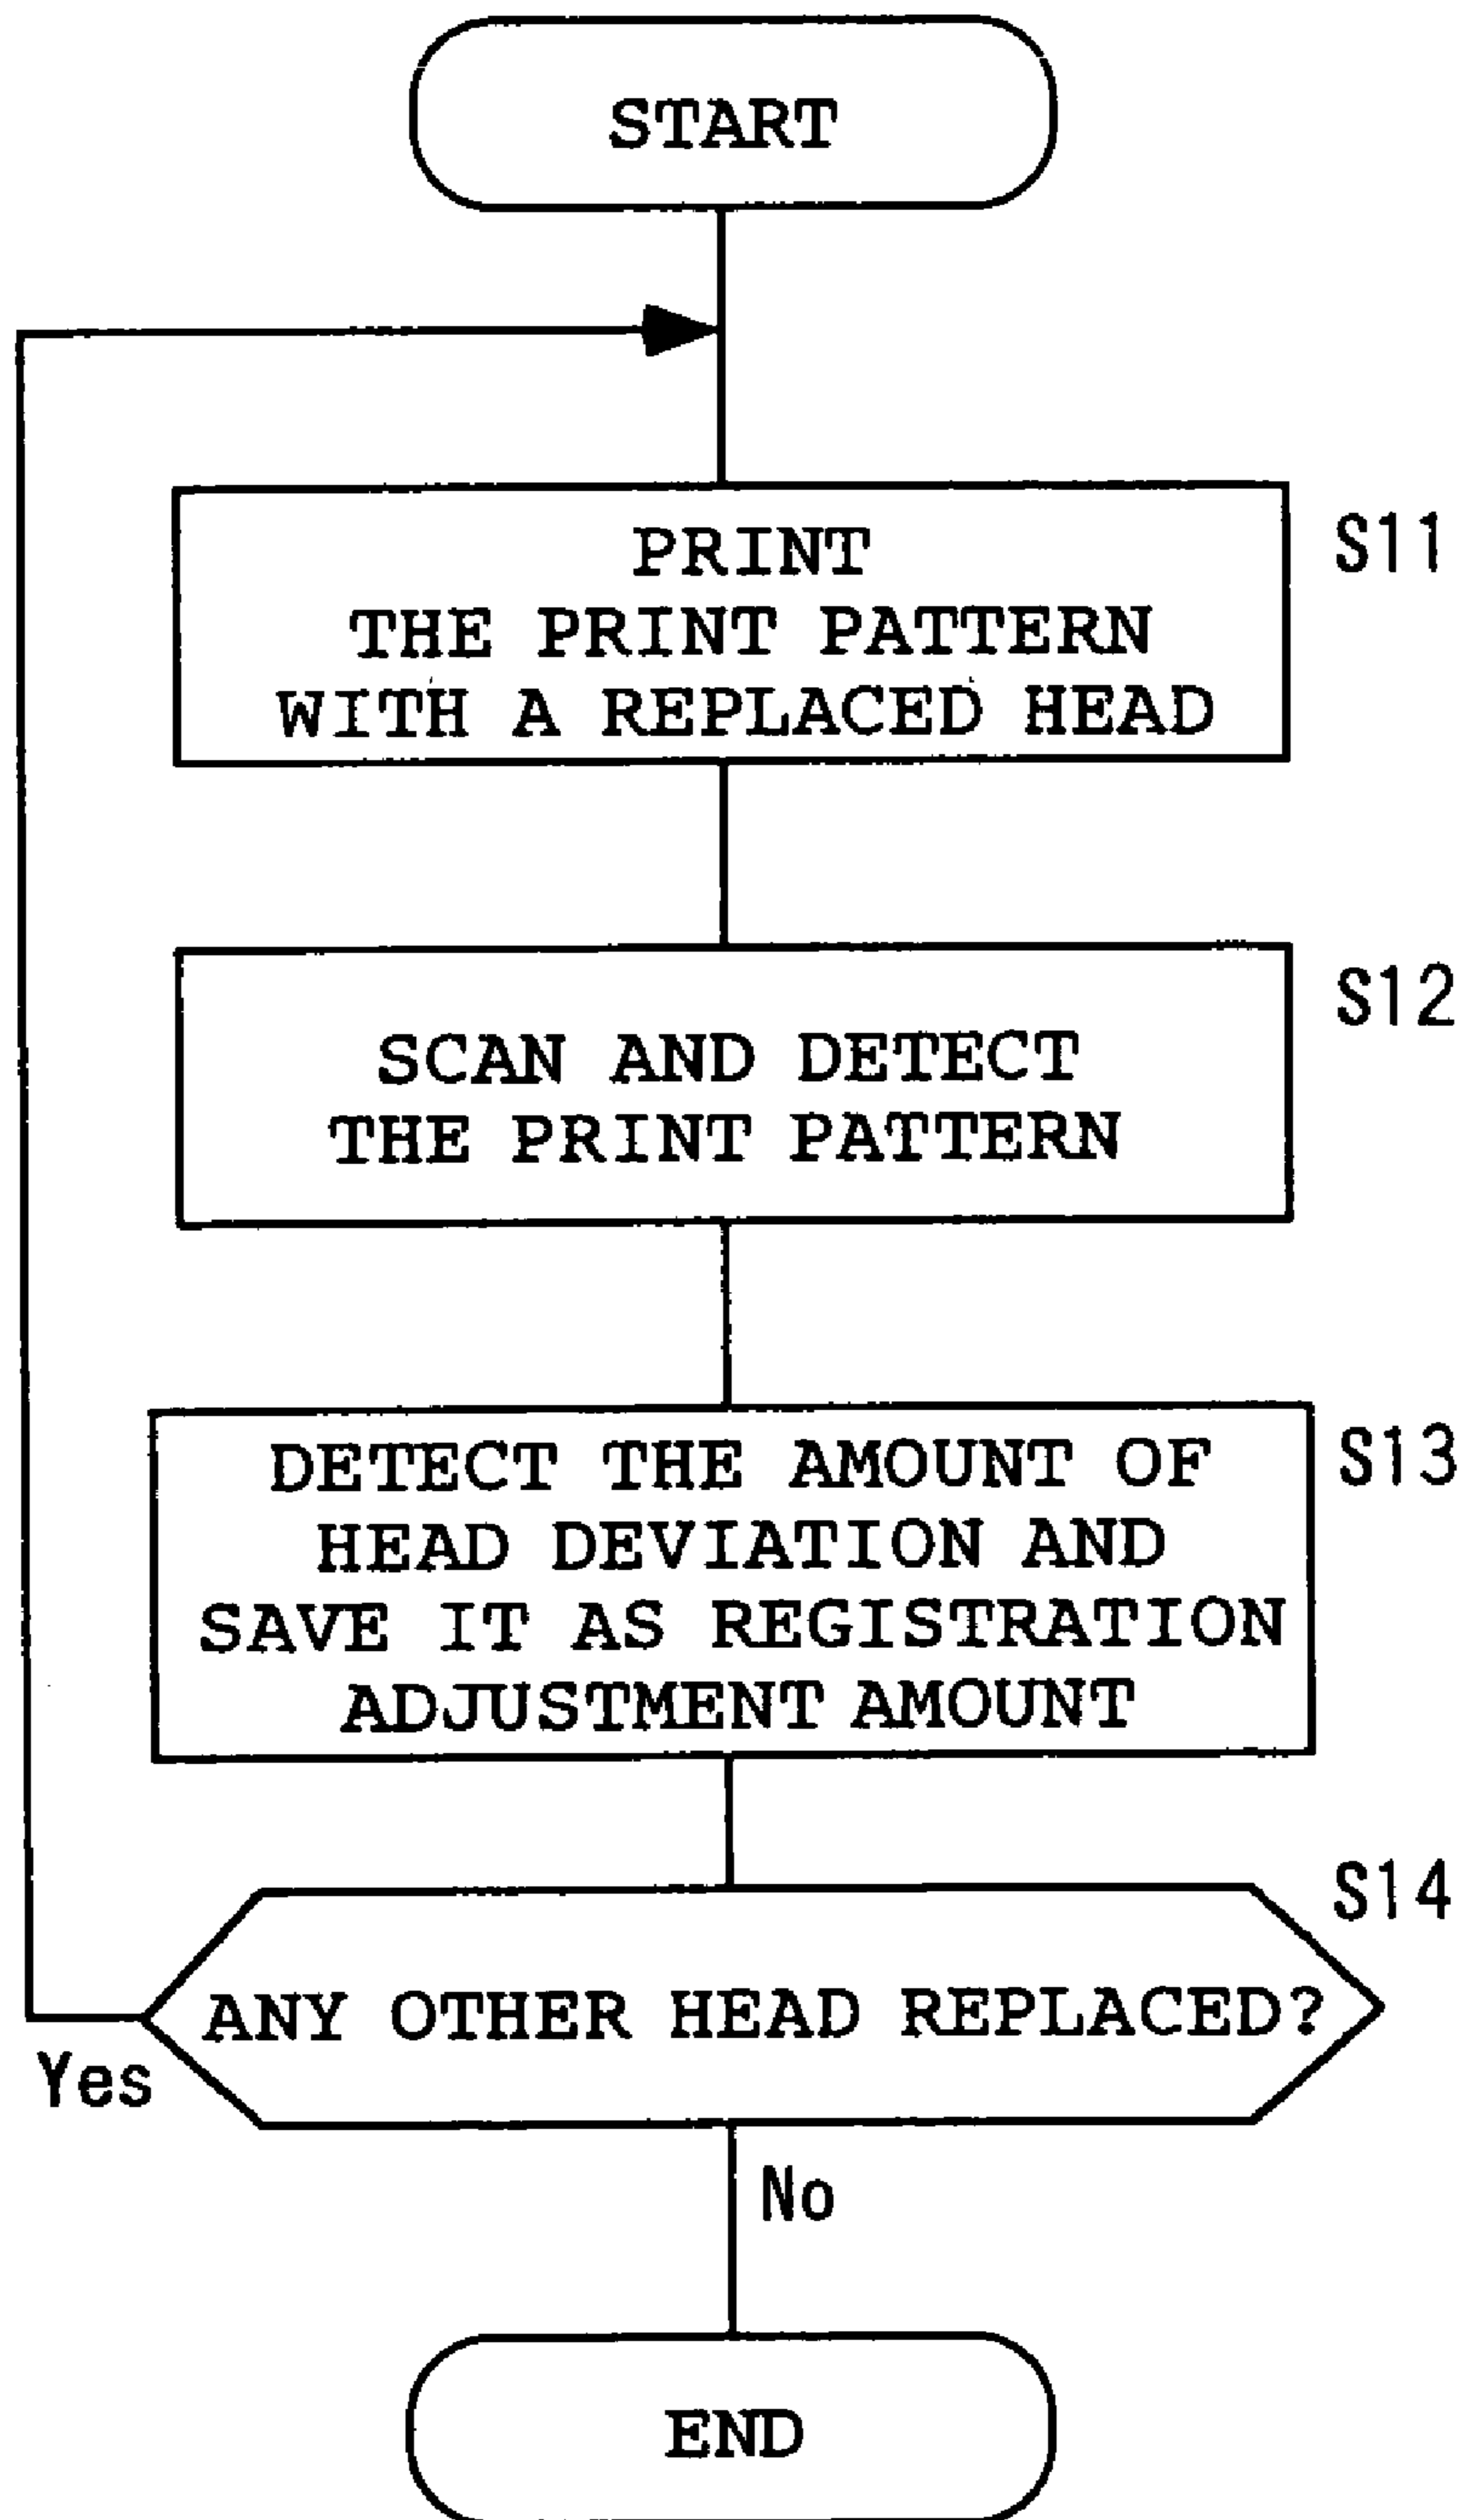 START
PRINT
THE PRINT PATTERN
WITH A REPLACED HEAD
S11
SCAN AND DETECT
THE PRINT PATTERN
S12
DETECT THE AMOUNT OF
HEAD DEVIATION AND
SAVE IT AS REGISTRATION
ADJUSTMENT AMOUNT
S13
S14
ANY OTHER HEAD REPLACED?
Yes
No
END